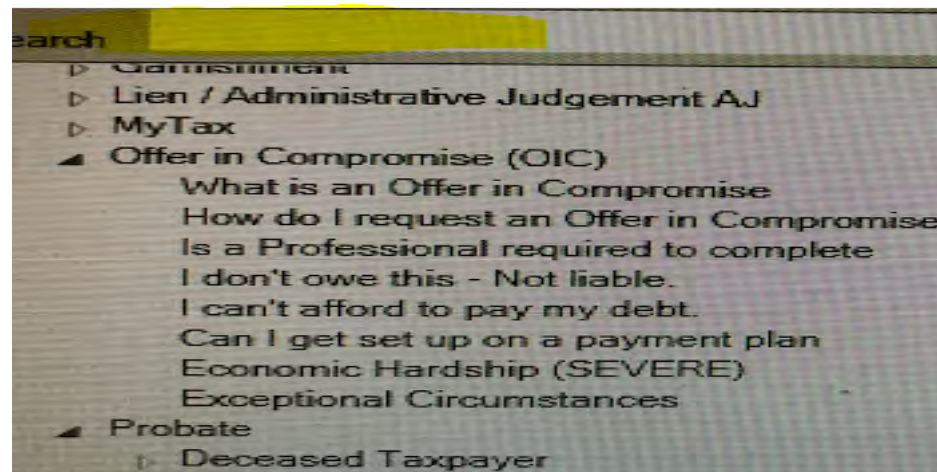 earch
Garnishment
Lien / Administrative Judgement AJ
MyTax
Offer in Compromise (OIC)
What is an Offer in Compromise
How do I request an Offer in Compromise
Is a Professional required to complete
I don't owe this - Not liable.
I can't afford to pay my debt.
Can I get set up on a payment plan
Economic Hardship (SEVERE)
Exceptional Circumstances
Probate
Deceased Taxpayer